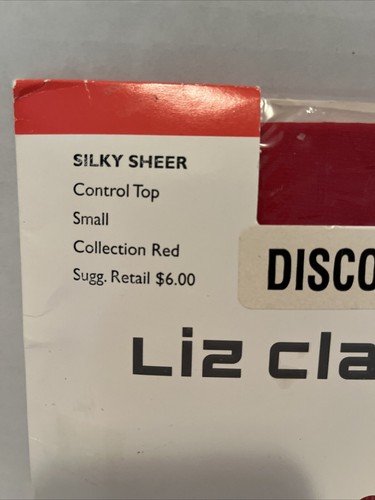 SILKY SHEER
Control Top
Small
Collection Red
Sugg. Retail $6.00
DISCO
Liz cla